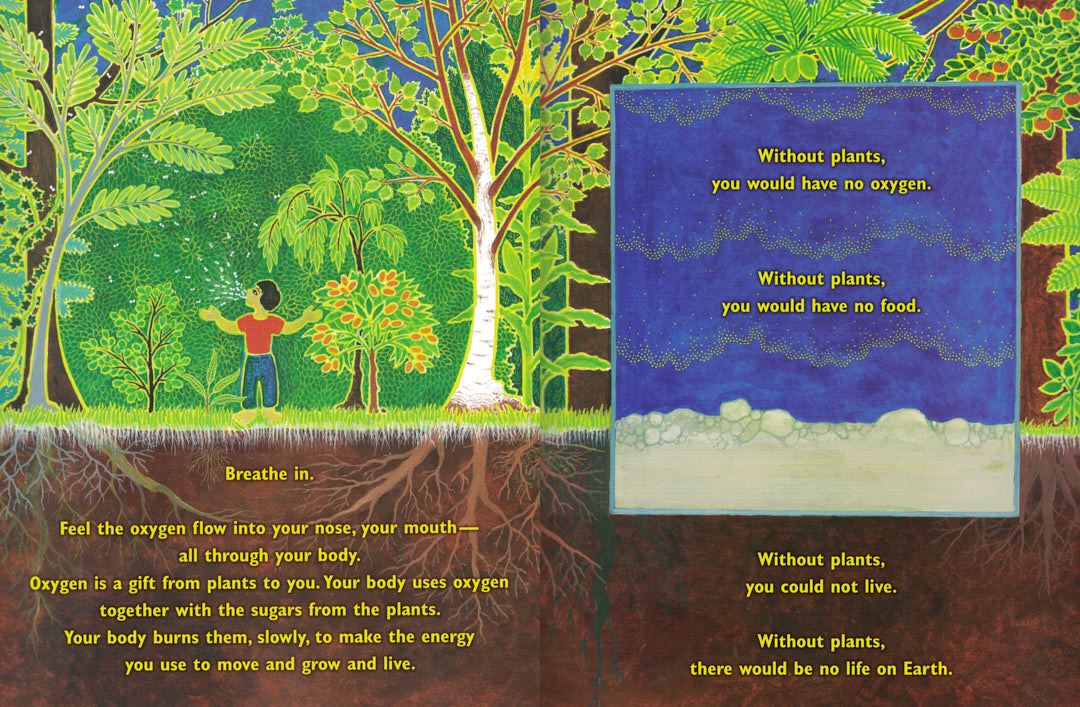 Breathe in.
Feel the oxygen flow into your nose, your mouth—
all through your body.
Oxygen is a gift from plants to you. Your body uses oxygen
together with the sugars from the plants.
Your body burns them, slowly, to make the energy
you use to move and grow and live.
Without plants,
you would have no oxygen.
Without plants,
you would have no food.
Without plants,
you could not live.
Without plants,
there would be no life on Earth.